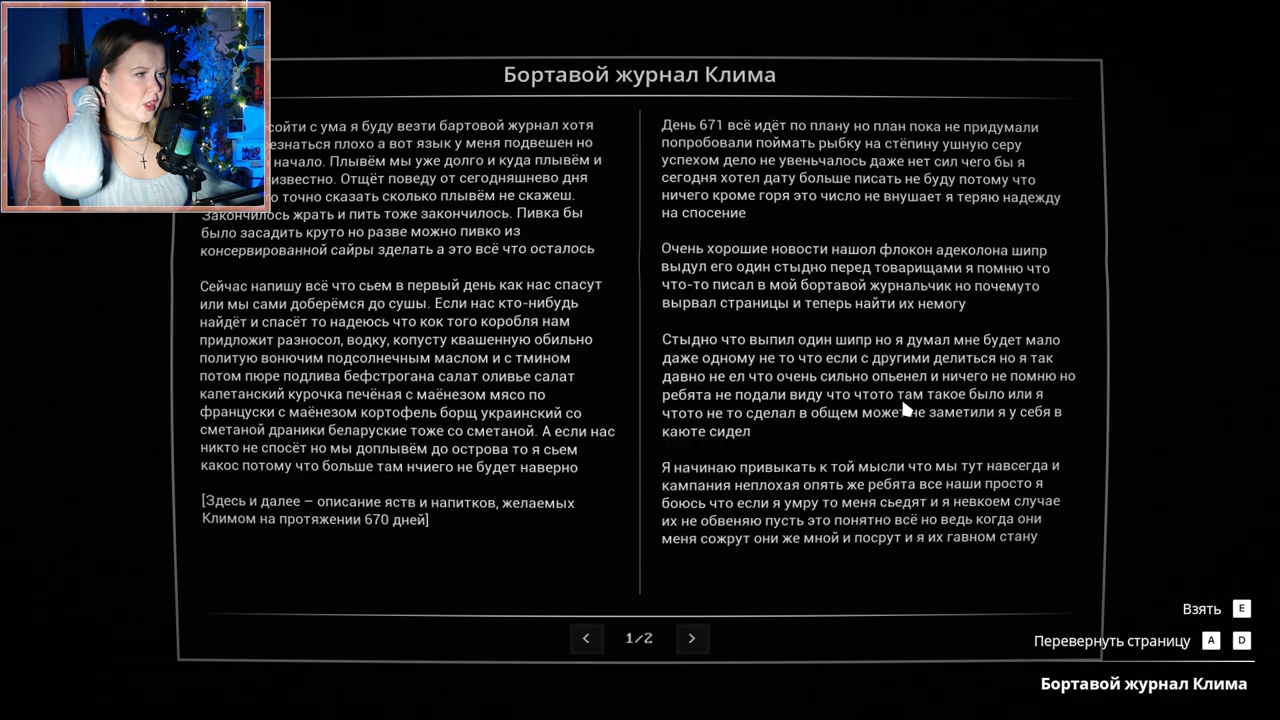 Бортавой журнал Клима
сойти с ума я буду везти бартовой журнал хотя
плохо а вот язык у меня подвешен но
начало. Плывём мы уже долго и куда плывём и
Отщёт поведу от сегодняшнево дня
точно сказать сколько плывём не скажеш.
Закончилось жрать и пить тоже закончилось. Пивка бы
было засадить круто но разве можно пивко из
консервированной сайры зделать а это всё что осталось
Сейчас напишу всё что сьем в первый день как нас спасут
или мы сами доберёмся до сушы. Если нас кто-нибудь
найдёт и спасёт то надеюсь что кок того коробля нам
придложит разносол, водку, копусту квашенную обильно
политую вонючим подсолнечным маслом и с тмином
потом пюре подлива бефстрогана салат оливье салат
капетанский курочка печёная с маёнезом мясо по
француски с маёнезом кортофель борщ украинский со
сметаной драники беларуские тоже со сметаной. А если нас
никто не спосёт но мы доплывём до острова то я сьем
какос потому что больше там нчиего не будет наверно
[Здесь и далее – описание яств и напитков, желаемых
Климом на протяжении 670 дней]
День 671 всё идёт по плану но план пока не придумали
попробовали поймать рыбку на стёпину ушную серу
успехом дело не увеньчалось даже нет сил чего бы я
сегодня хотел дату больше писать не буду потому что
ничего кроме горя это число не внушает я теряю надежду
на спосение
Очень хорошие новости нашол флокон адеколона шипр
выдул его один стыдно перед товарищами я помню что
что-то писал в мой бортавой журнальчик но почемуто
вырвал страницы и теперь найти их немогу
Стыдно что выпил один шипр но я думал мне будет мало
даже одному не то что если с другими делиться но я так
давно не ел что очень сильно опьенел и ничего не помню но
ребята не подали виду что чтото там такое было или я
чтото не то сделал в общем может не заметили я у себя в
каюте сидел
Я начинаю привыкать к той мысли что мы тут навсегда и
кампания неплохая опять же ребята все наши просто я
боюсь что если я умру то меня сьедят и я невкоем случае
их не обвеняю пусть это понятно всё но ведь когда они
меня сожрут они же мной и посрут и я их гавном стану
1/2
Взять E
Перевернуть страницу A D
Бортавой журнал Клима